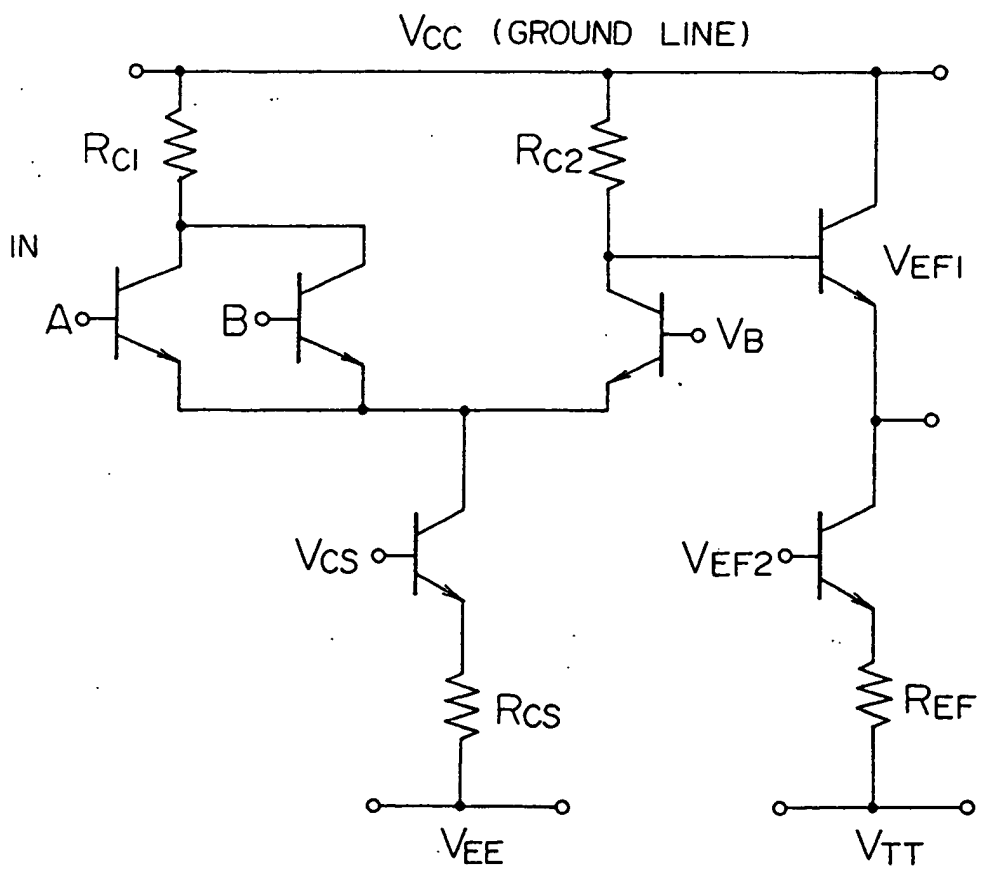 VCC (GROUND LINE)
RC1
RC2
IN
VEF1
A
B
VB
VCS
VEF2
RCS
REF
VEE
VTT